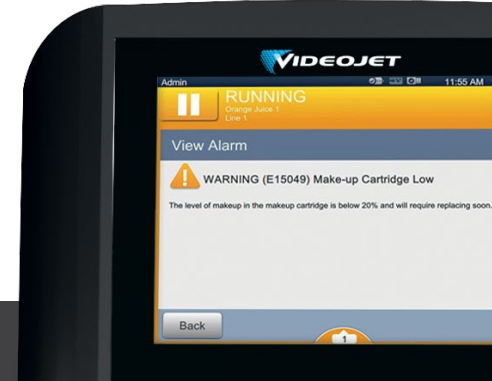 VIDEOJET
Admin
11:55 AM
RUNNING
Orange Juice 1
Line 1
View Alarm
WARNING (E15049) Make-up Cartridge Low
The level of makeup in the makeup cartridge is below 20% and will require replacing soon.
Back
1